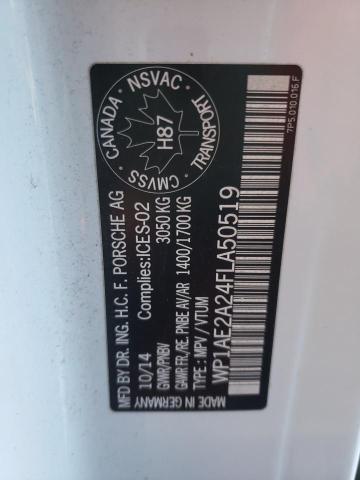 MFD BY DR. ING. H.C. F. PORSCHE AG
10/14 Complies:ICES-02
GVWR/PNBV 3050 KG
GAWR FR./RE. PNBE AV/AR 1400/1700 KG
TYPE : MPV / VTUM
WP1AE2A24FLA50519
MADE IN GERMANY
CANADA NSVAC
H87
CMVSS TRANSPORT
7P5 010 016 F